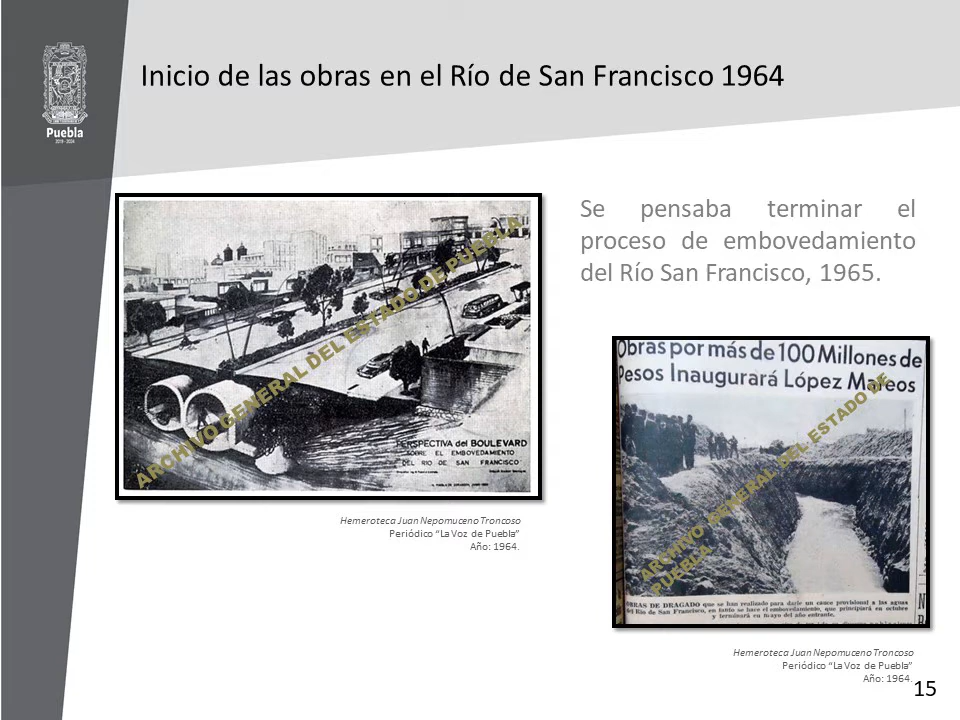 Puebla
2019 - 2024
Inicio de las obras en el Río de San Francisco 1964
Se pensaba terminar el
proceso de embovedamiento
del Río San Francisco, 1965.
ARCHIVO GENERAL DEL ESTADO DE PUEBLA
PERSPECTIVA del BOULEVARD
SOBRE EL EMBOVEDAMIENTO
DEL RIO DE SAN FRANCISCO
Hemeroteca Juan Nepomuceno Troncoso
Periódico “La Voz de Puebla”
Año: 1964.
Obras por más de 100 Millones de
Pesos Inaugurará López Mateos
ARCHIVO GENERAL DEL ESTADO DE
PUEBLA
OBRAS DE DRAGADO que se han realizado para darle un cauce provisional a las aguas
del Río de San Francisco, en tanto se hace el embovedamiento, que principiará en octubre
y terminará en mayo del año entrante.
Hemeroteca Juan Nepomuceno Troncoso
Periódico “La Voz de Puebla”
Año: 1964.
15